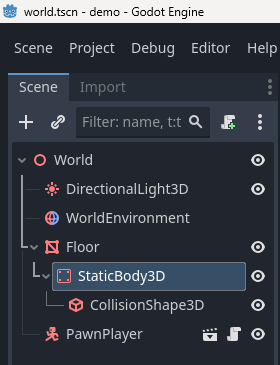 world.tscn - demo - Godot Engine
Scene Project Debug Editor Help
Scene Import
Filter: name, t:t
World
DirectionalLight3D
WorldEnvironment
Floor
StaticBody3D
CollisionShape3D
PawnPlayer